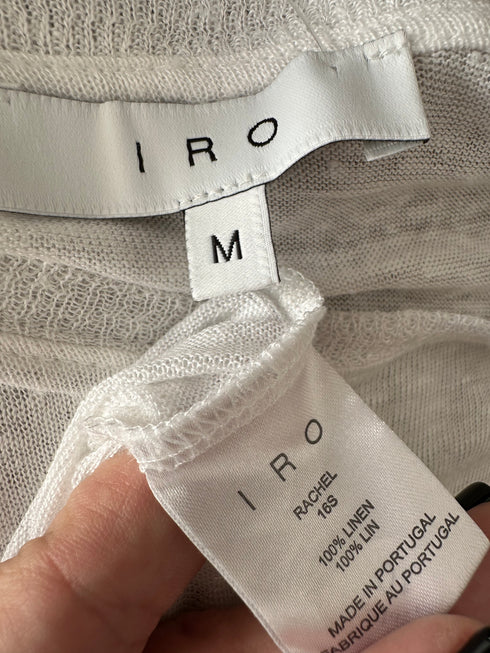 IRO
M
IRO
RACHEL
16S
100% LINEN
100% LIN
MADE IN PORTUGAL
FABRIQUE AU PORTUGAL